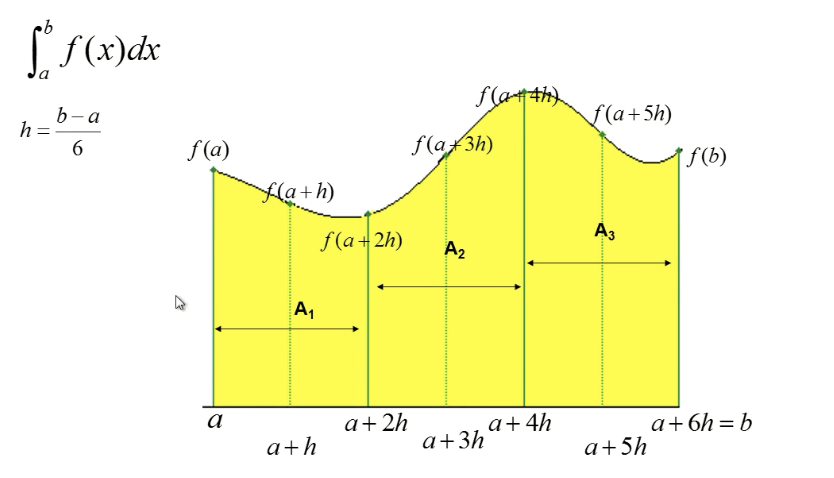 ∫_a^b f(x)dx
h = (b−a)/6
f(a)
f(a+h)
f(a+2h)
f(a+3h)
f(a+4h)
f(a+5h)
f(b)
A₁
A₂
A₃
a
a+h
a+2h
a+3h
a+4h
a+5h
a+6h = b